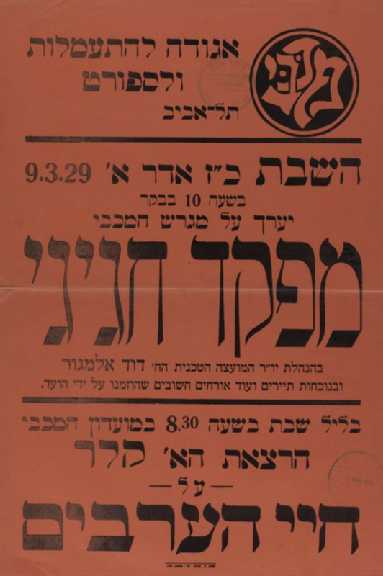 מכבי
אגודה להתעמלות
ולספורט
תל-אביב
השבת כ"ז אדר א' 9.3.29
בשעה 10 בבקר
יערך על מגרש המכבי
מפקד חגיגי
בהנהלת יו"ר המועצה הטכנית הח' דוד אלמגור
ובנוכחות תיירים ועוד אורחים חשובים שהוזמנו על ידי הועד.
בליל שבת בשעה 8.30 במועדון המכבי
הרצאת הא' קלר
— על —
חיי הערבים